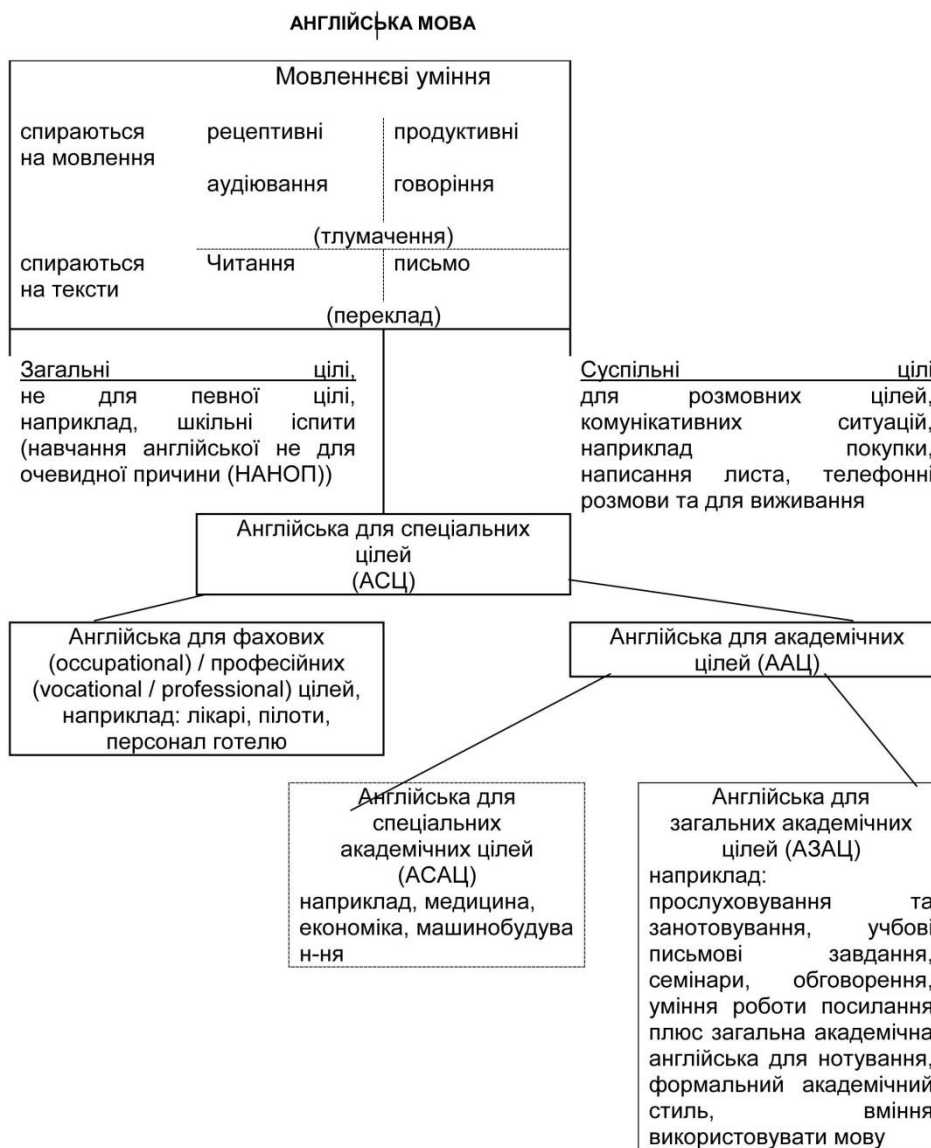 АНГЛІЙСЬКА МОВА
Мовленнєві уміння
спираються на мовлення
рецептивні
продуктивні
аудіювання
говоріння
(тлумачення)
спираються на тексти
Читання
письмо
(переклад)
Загальні цілі,
не для певної цілі,
наприклад, шкільні іспити
(навчання англійської не для
очевидної причини (НАНОП))
Суспільні цілі
для розмовних цілей,
комунікативних ситуацій,
наприклад покупки,
написання листа, телефонні
розмови та для виживання
Англійська для спеціальних
цілей
(АСЦ)
Англійська для фахових
(occupational) / професійних
(vocational / professional) цілей,
наприклад: лікарі, пілоти,
персонал готелю
Англійська для академічних
цілей (ААЦ)
Англійська для
спеціальних
академічних цілей
(АСАЦ)
наприклад, медицина,
економіка, машинобудува
н-ня
Англійська для
загальних академічних
цілей (АЗАЦ)
наприклад:
прослуховування та
занотовування, учбові
письмові завдання,
семінари, обговорення,
уміння роботи посилання
плюс загальна академічна
англійська для нотування,
формальний академічний
стиль, вміння
використовувати мову